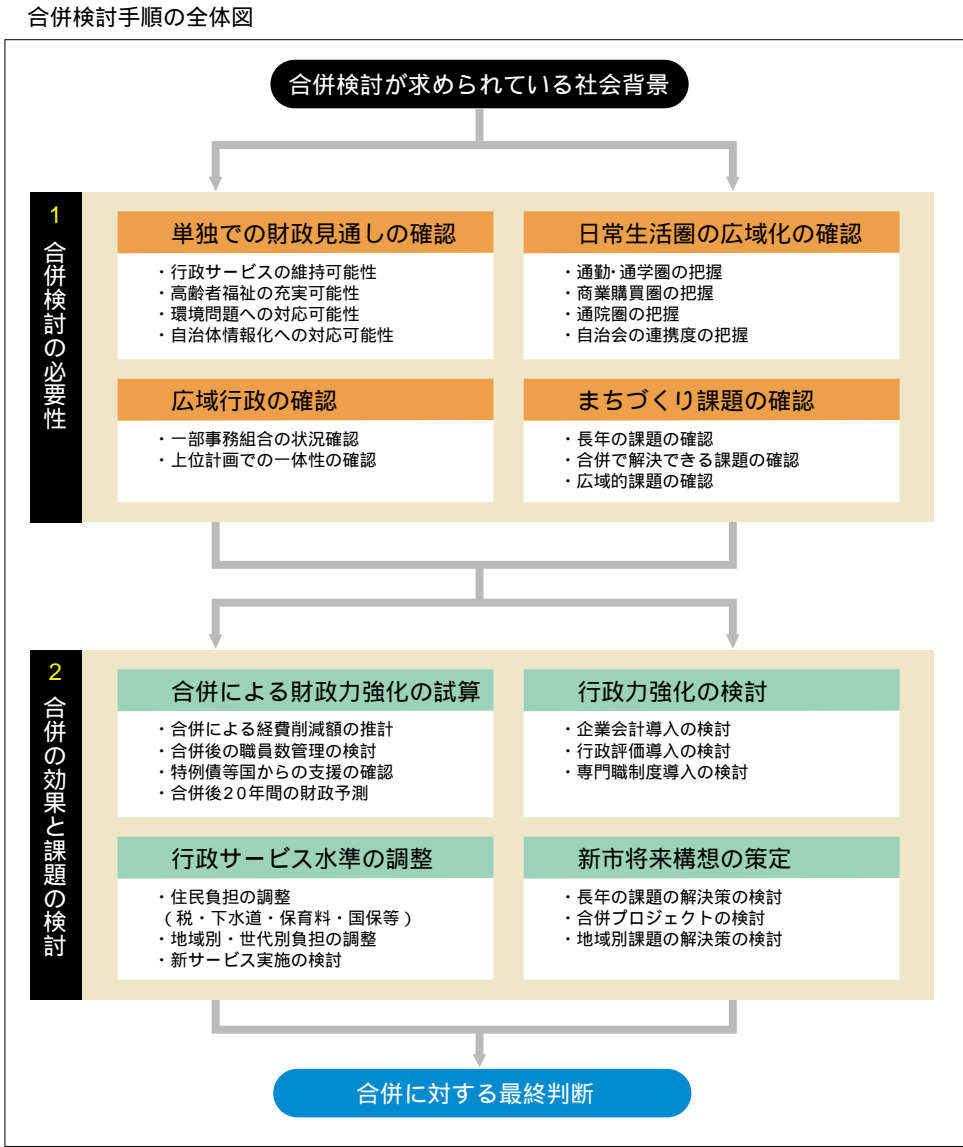 合併検討手順の全体図
合併検討が求められている社会背景
1 合併検討の必要性
単独での財政見通しの確認
・行政サービスの維持可能性
・高齢者福祉の充実可能性
・環境問題への対応可能性
・自治体情報化への対応可能性
日常生活圏の広域化の確認
・通勤･通学圏の把握
・商業購買圏の把握
・通院圏の把握
・自治会の連携度の把握
広域行政の確認
・一部事務組合の状況確認
・上位計画での一体性の確認
まちづくり課題の確認
・長年の課題の確認
・合併で解決できる課題の確認
・広域的課題の確認
2 合併の効果と課題の検討
合併による財政力強化の試算
・合併による経費削減額の推計
・合併後の職員数管理の検討
・特例債等国からの支援の確認
・合併後20年間の財政予測
行政力強化の検討
・企業会計導入の検討
・行政評価導入の検討
・専門職制度導入の検討
行政サービス水準の調整
・住民負担の調整
（税・下水道・保育料・国保等）
・地域別・世代別負担の調整
・新サービス実施の検討
新市将来構想の策定
・長年の課題の解決策の検討
・合併プロジェクトの検討
・地域別課題の解決策の検討
合併に対する最終判断